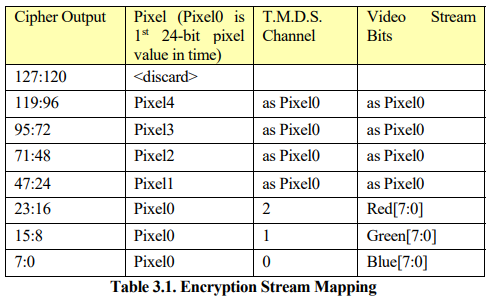 Cipher Output Pixel (Pixel0 is 1st 24-bit pixel value in time) T.M.D.S. Channel Video Stream Bits
127:120 <discard>
119:96 Pixel4 as Pixel0 as Pixel0
95:72 Pixel3 as Pixel0 as Pixel0
71:48 Pixel2 as Pixel0 as Pixel0
47:24 Pixel1 as Pixel0 as Pixel0
23:16 Pixel0 2 Red[7:0]
15:8 Pixel0 1 Green[7:0]
7:0 Pixel0 0 Blue[7:0]
Table 3.1. Encryption Stream Mapping